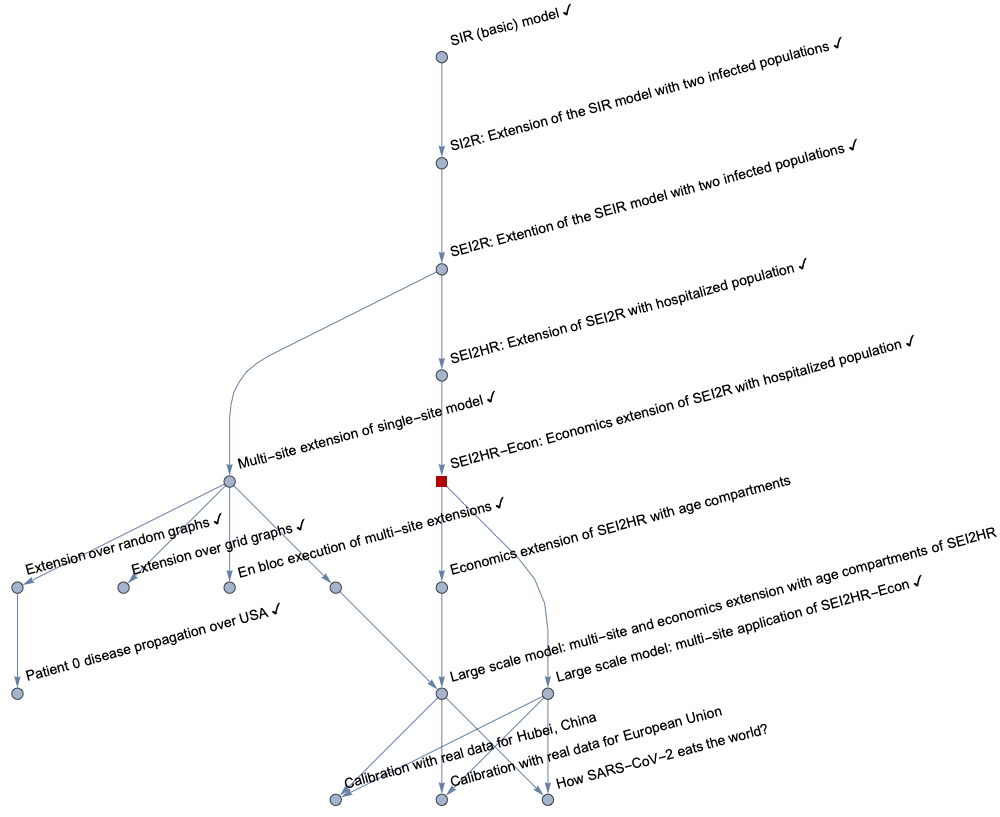 SIR (basic) model ✓
SI2R: Extension of the SIR model with two infected populations ✓
SEI2R: Extention of the SEIR model with two infected populations ✓
SEI2HR: Extension of SEI2R with hospitalized population ✓
SEI2HR−Econ: Economics extension of SEI2R with hospitalized population ✓
Multi−site extension of single−site model ✓
Extension over random graphs ✓
Extension over grid graphs ✓
En bloc execution of multi−site extensions ✓
Economics extension of SEI2HR with age compartments
Patient 0 disease propagation over USA ✓
Large scale model: multi−site and economics extension with age compartments of SEI2HR
Large scale model: multi−site application of SEI2HR−Econ ✓
Calibration with real data for Hubei, China
Calibration with real data for European Union
How SARS−CoV−2 eats the world?